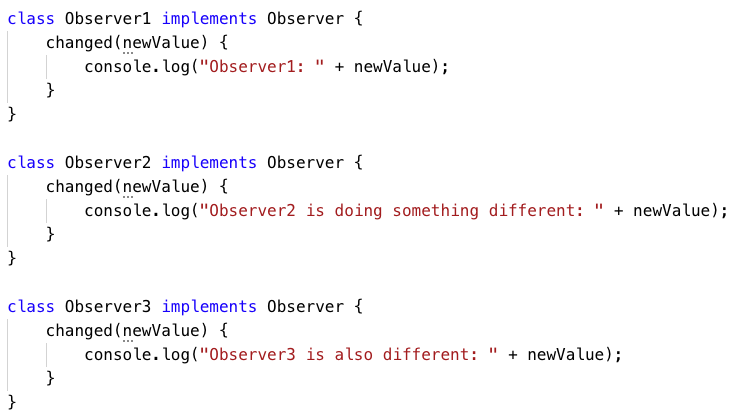 class Observer1 implements Observer {
    changed(newValue) {
        console.log("Observer1: " + newValue);
    }
}

class Observer2 implements Observer {
    changed(newValue) {
        console.log("Observer2 is doing something different: " + newValue);
    }
}

class Observer3 implements Observer {
    changed(newValue) {
        console.log("Observer3 is also different: " + newValue);
    }
}